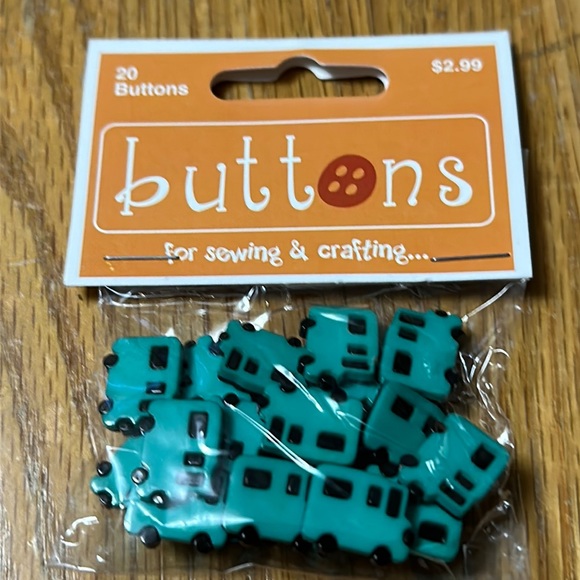 20
Buttons
$2.99
buttons
for sewing & crafting...